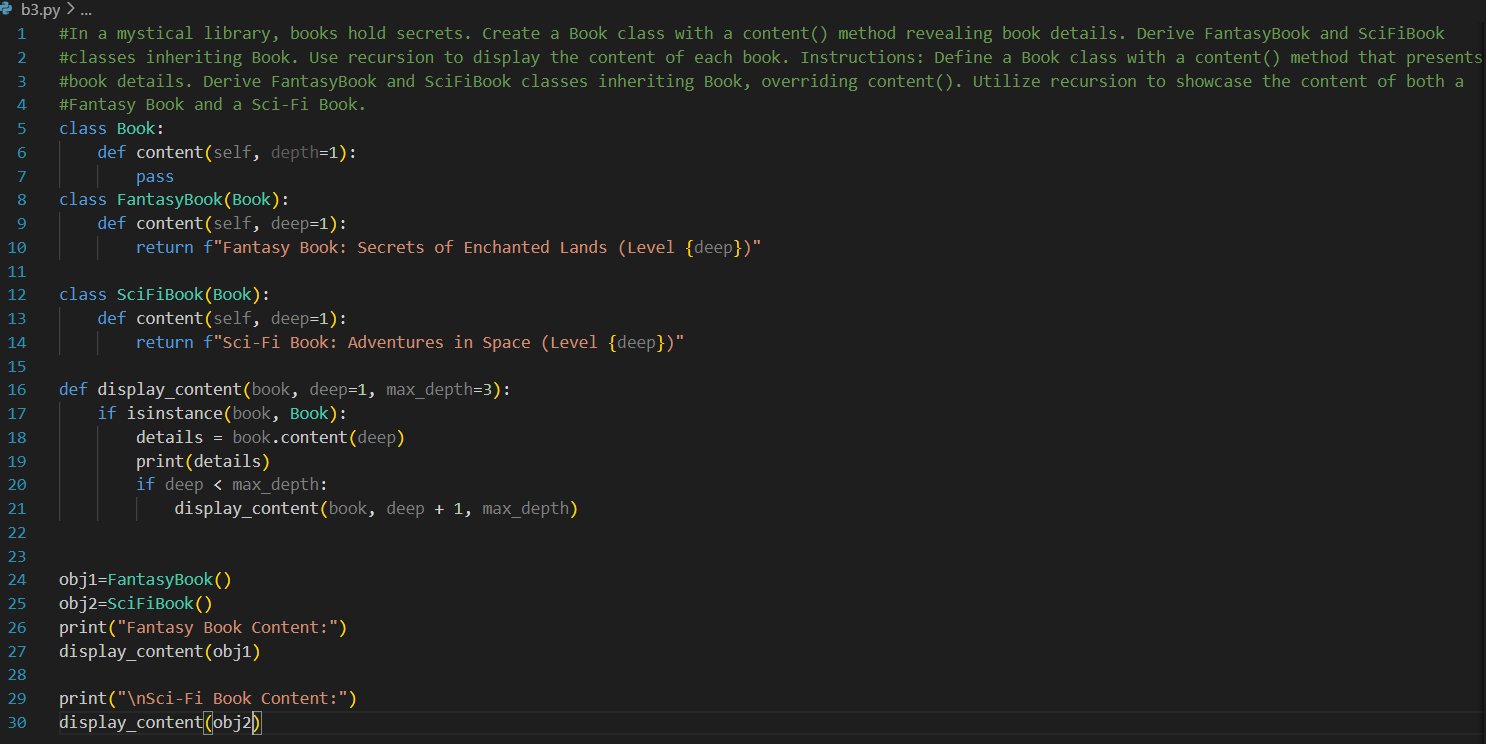 b3.py > ...
1 #In a mystical library, books hold secrets. Create a Book class with a content() method revealing book details. Derive FantasyBook and SciFiBook
2 #classes inheriting Book. Use recursion to display the content of each book. Instructions: Define a Book class with a content() method that presents
3 #book details. Derive FantasyBook and SciFiBook classes inheriting Book, overriding content(). Utilize recursion to showcase the content of both a
4 #Fantasy Book and a Sci-Fi Book.
5 class Book:
6     def content(self, depth=1):
7         pass
8 class FantasyBook(Book):
9     def content(self, deep=1):
10         return f"Fantasy Book: Secrets of Enchanted Lands (Level {deep})"
11
12 class SciFiBook(Book):
13     def content(self, deep=1):
14         return f"Sci-Fi Book: Adventures in Space (Level {deep})"
15
16 def display_content(book, deep=1, max_depth=3):
17     if isinstance(book, Book):
18         details = book.content(deep)
19         print(details)
20         if deep < max_depth:
21             display_content(book, deep + 1, max_depth)
22
23
24 obj1=FantasyBook()
25 obj2=SciFiBook()
26 print("Fantasy Book Content:")
27 display_content(obj1)
28
29 print("\nSci-Fi Book Content:")
30 display_content(obj2)